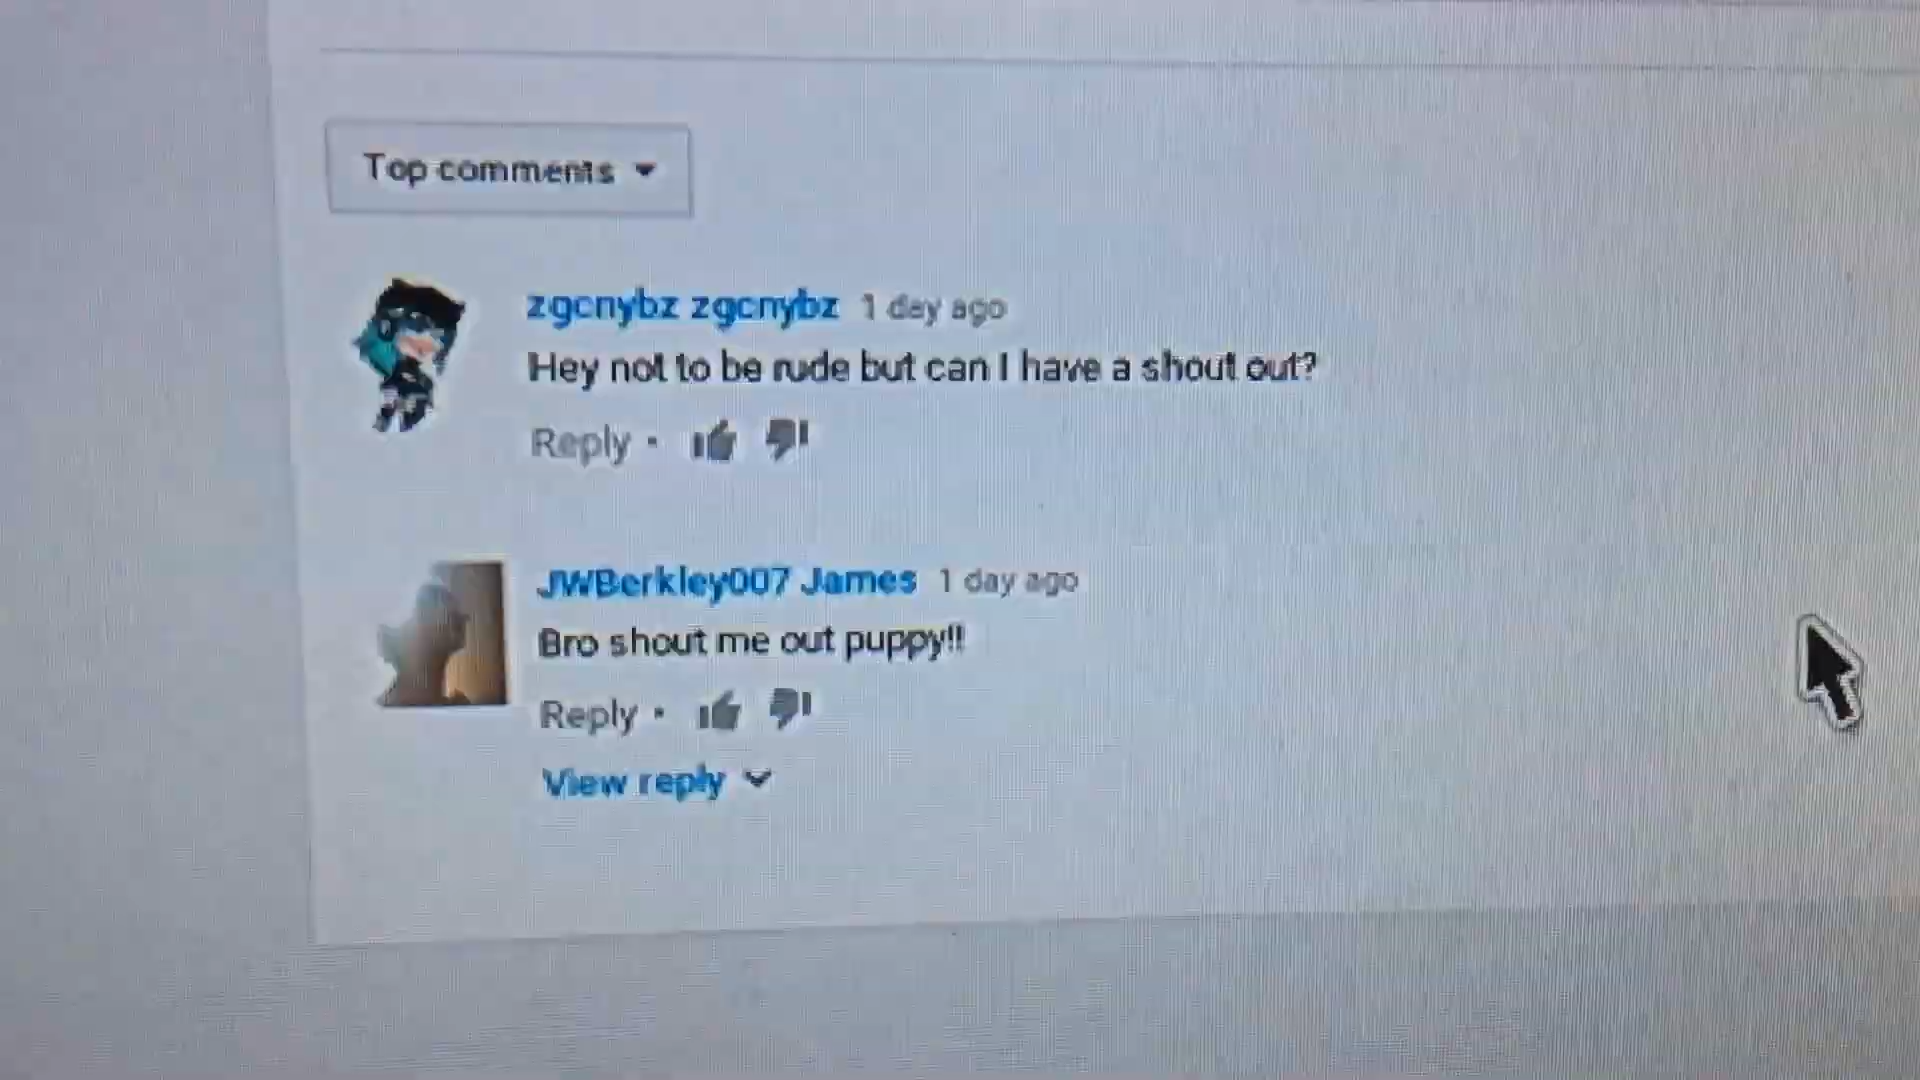 Top comments
zgcnybz zgcnybz 1 day ago
Hey not to be rude but can I have a shout out?
Reply •
JWBerkley007 James 1 day ago
Bro shout me out puppy!!
Reply •
View reply